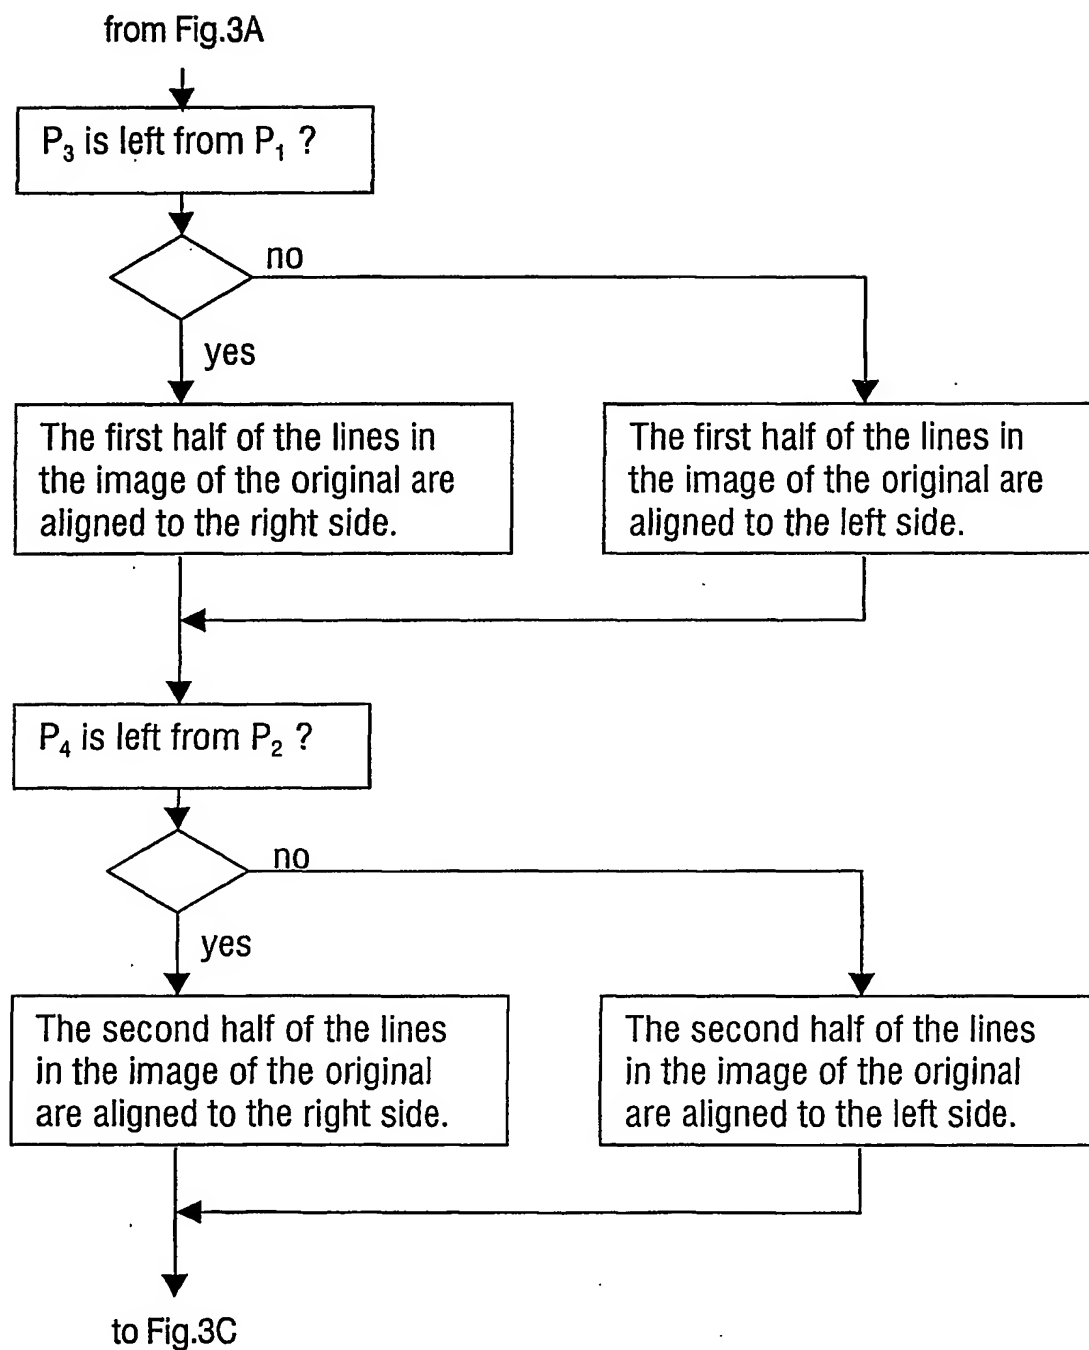 from Fig.3A
P₃ is left from P₁ ?
no
yes
The first half of the lines in
the image of the original are
aligned to the right side.
The first half of the lines in
the image of the original are
aligned to the left side.
P₄ is left from P₂ ?
no
yes
The second half of the lines
in the image of the original
are aligned to the right side.
The second half of the lines
in the image of the original
are aligned to the left side.
to Fig.3C